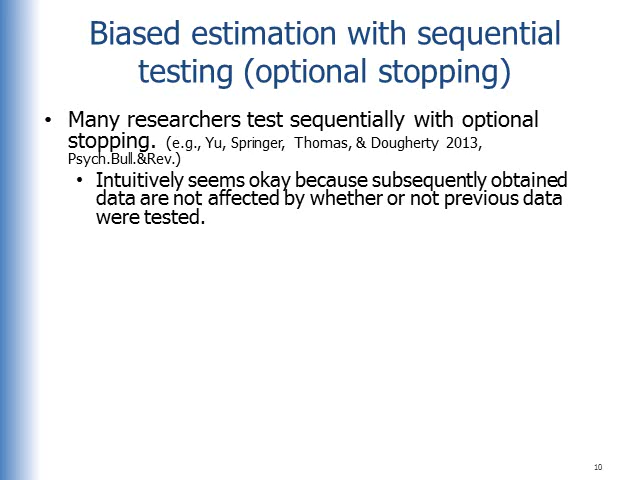 Biased estimation with sequential
testing (optional stopping)
• Many researchers test sequentially with optional
stopping. (e.g., Yu, Springer, Thomas, & Dougherty 2013,
Psych.Bull.&Rev.)
• Intuitively seems okay because subsequently obtained
data are not affected by whether or not previous data
were tested.
10